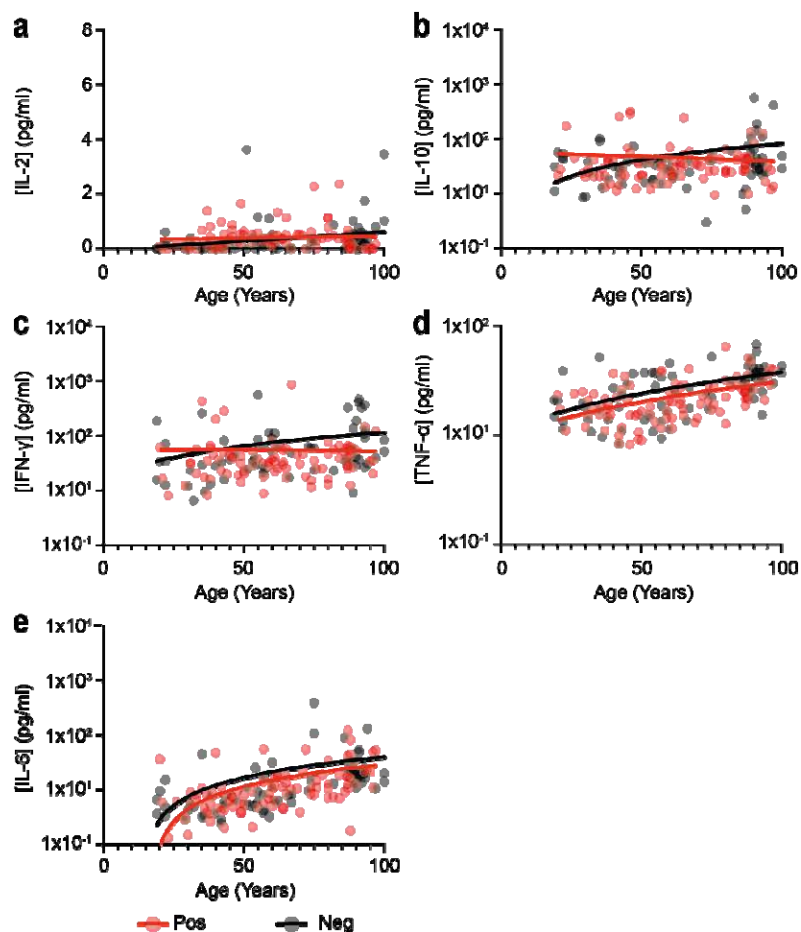 a
[IL-2] (pg/ml)
8
6
4
2
0
0 50 100
Age (Years)
b
[IL-10] (pg/ml)
1x10⁴
1x10³
1x10²
1x10¹
1x10⁻¹
0 50 100
Age (Years)
c
[IFN-γ] (pg/ml)
1x10⁴
1x10³
1x10²
1x10¹
1x10⁻¹
0 50 100
Age (Years)
d
[TNF-α] (pg/ml)
1x10²
1x10¹
1x10⁻¹
0 50 100
Age (Years)
e
[IL-6] (pg/ml)
1x10⁴
1x10³
1x10²
1x10¹
1x10⁻¹
0 50 100
Age (Years)
Pos Neg